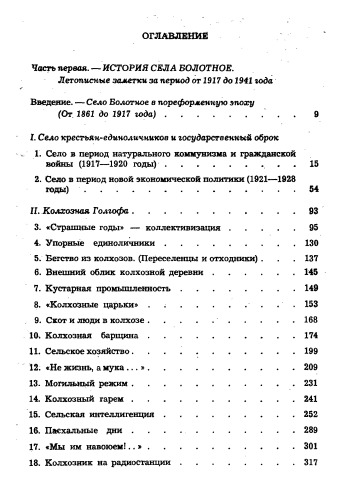 ОГЛАВЛЕНИЕ
Часть первая. — ИСТОРИЯ СЕЛА БОЛОТНОЕ.
Летописные заметки за период от 1917 до 1941 года
Введение. — Село Болотное в пореформенную эпоху
(От 1861 до 1917 года) . . . . . . . . 9
I. Село крестьян-единоличников и государственный оброк
1. Село в период натурального коммунизма и гражданской
войны (1917—1920 годы) . . . . . . . 15
2. Село в период новой экономической политики (1921—1928
годы) . . . . . . . . . . . 54
II. Колхозная Голгофа . . . . . . . . 93
3. «Страшные годы» — коллективизация . . . . 95
4. Упорные единоличники . . . . . . . 130
5. Бегство из колхозов. (Переселенцы и отходники) . . 137
6. Внешний облик колхозной деревни . . . . . 145
7. Кустарная промышленность . . . . . . 149
8. «Колхозные царьки» . . . . . . . . 153
9. Скот и люди в колхозе . . . . . . . . 168
10. Колхозная барщина . . . . . . . . 174
11. Сельское хозяйство . . . . . . . . . 199
12. «Не жизнь, а мука . . .» . . . . . . . 209
13. Могильный режим . . . . . . . . . 231
14. Колхозный гарем . . . . . . . . . 241
15. Сельская интеллигенция . . . . . . . 252
16. Пасхальные дни . . . . . . . . . 289
17. «Мы им навоюем! . .» . . . . . . . . 301
18. Колхозник на радиостанции . . . . . . 317